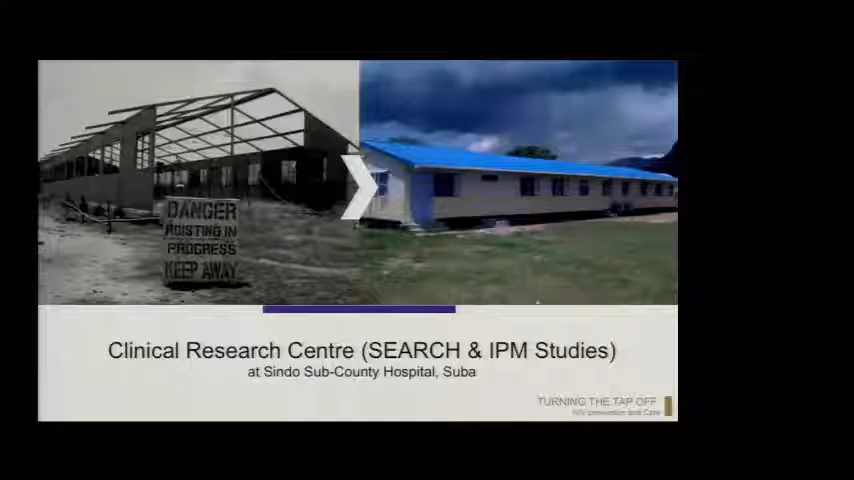 DANGER
HOISTING IN
PROGRESS
KEEP AWAY
Clinical Research Centre (SEARCH & IPM Studies)
at Sindo Sub-County Hospital, Suba
TURNING THE TAP OFF
HIV prevention and Care